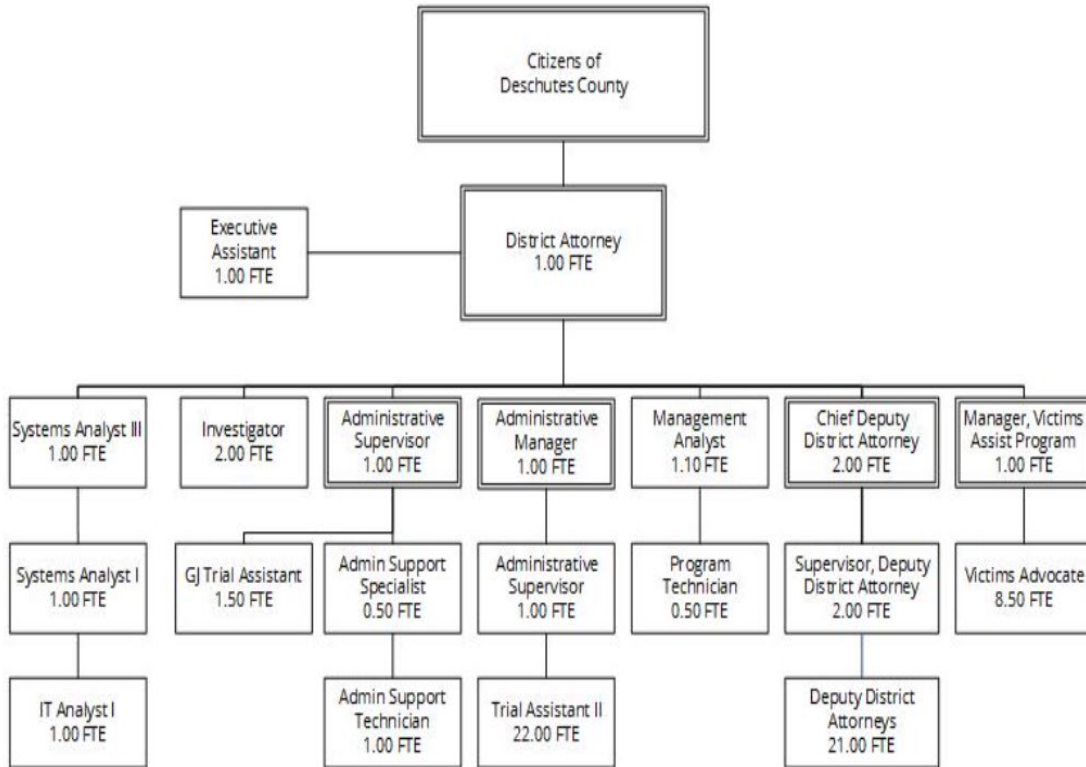 Citizens of
Deschutes County
Executive
Assistant
1.00 FTE
District Attorney
1.00 FTE
Systems Analyst III
1.00 FTE
Investigator
2.00 FTE
Administrative
Supervisor
1.00 FTE
Administrative
Manager
1.00 FTE
Management
Analyst
1.10 FTE
Chief Deputy
District Attorney
2.00 FTE
Manager, Victims
Assist Program
1.00 FTE
Systems Analyst I
1.00 FTE
GJ Trial Assistant
1.50 FTE
Admin Support
Specialist
0.50 FTE
Administrative
Supervisor
1.00 FTE
Program
Technician
0.50 FTE
Supervisor, Deputy
District Attorney
2.00 FTE
Victims Advocate
8.50 FTE
IT Analyst I
1.00 FTE
Admin Support
Technician
1.00 FTE
Trial Assistant II
22.00 FTE
Deputy District
Attorneys
21.00 FTE